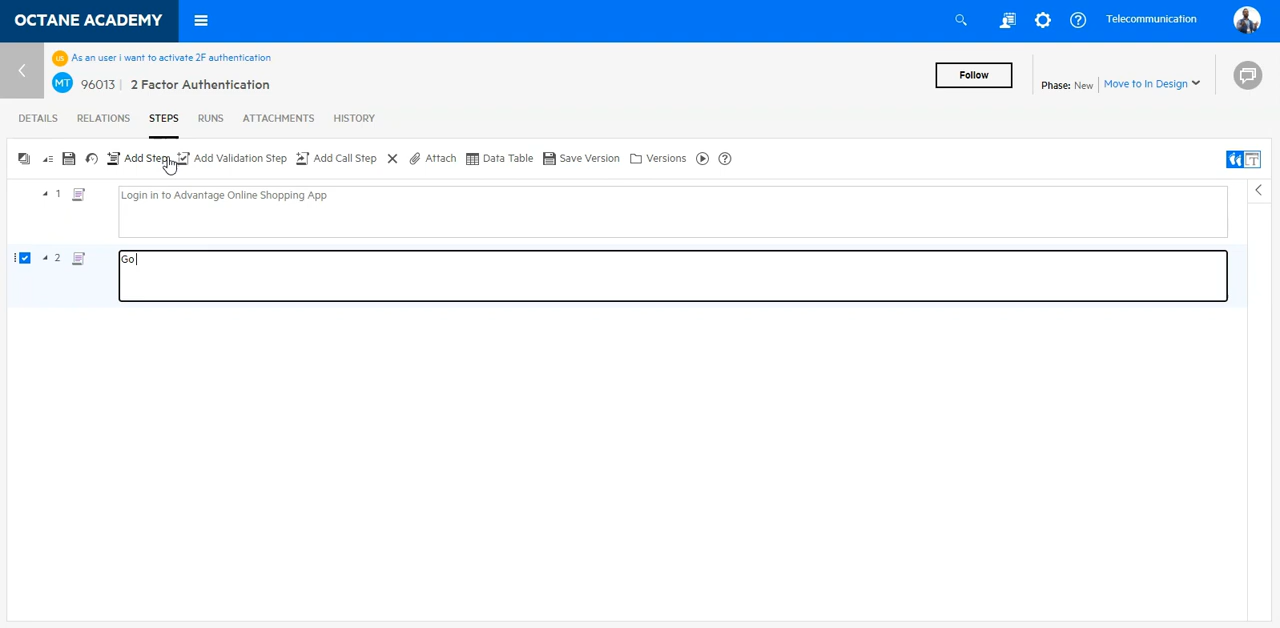 OCTANE ACADEMY
Telecommunication
US As an user i want to activate 2F authentication
MT 96013 | 2 Factor Authentication
Follow
Phase: New
Move to In Design
DETAILS RELATIONS STEPS RUNS ATTACHMENTS HISTORY
Add Step Add Validation Step Add Call Step Attach Data Table Save Version Versions
1 Login in to Advantage Online Shopping App
2 Go